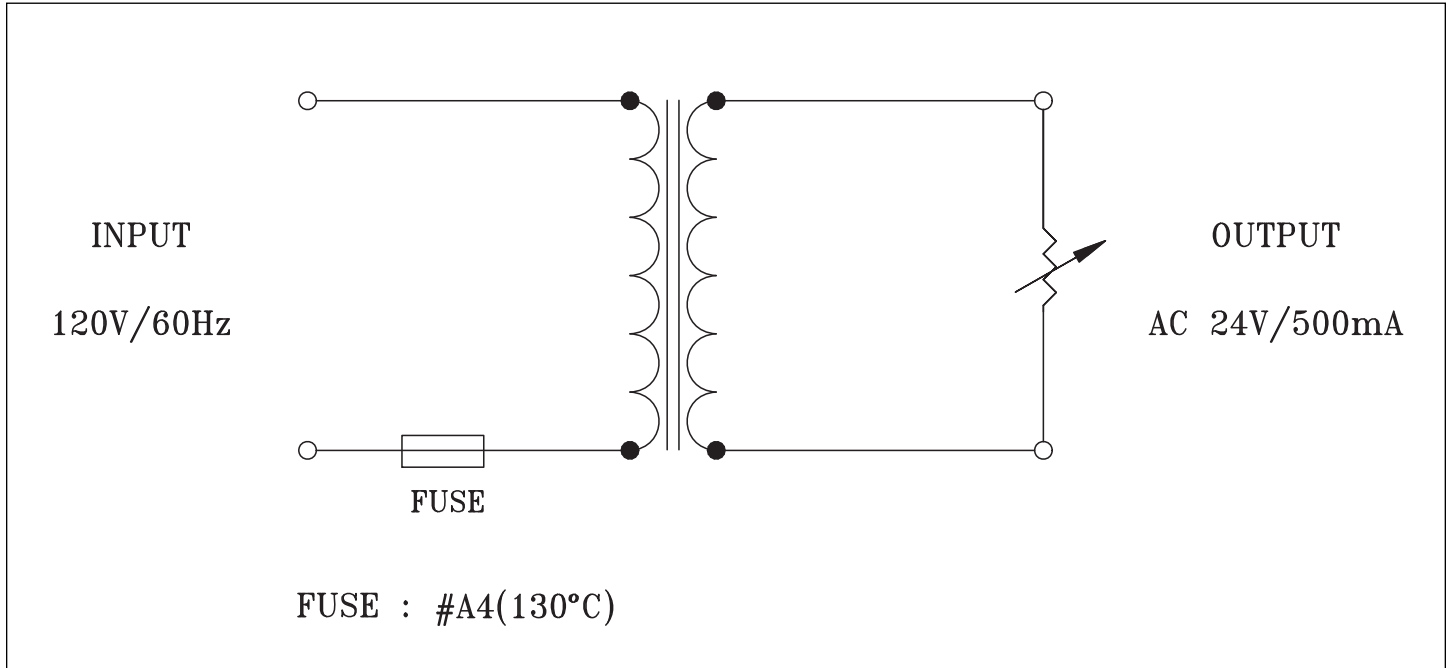 INPUT
120V/60Hz
OUTPUT
AC 24V/500mA
FUSE
FUSE : #A4(130°C)